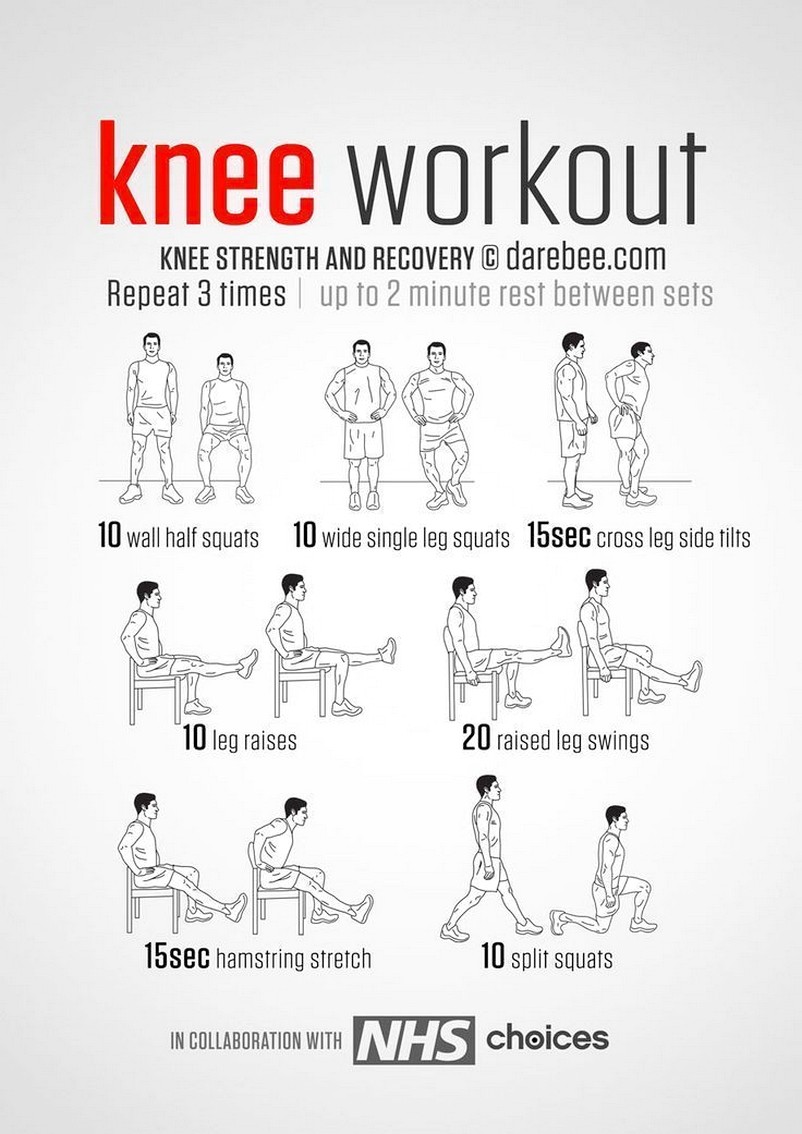 knee workout
KNEE STRENGTH AND RECOVERY © darebee.com
Repeat 3 times | up to 2 minute rest between sets
10 wall half squats
10 wide single leg squats
15sec cross leg side tilts
10 leg raises
20 raised leg swings
15sec hamstring stretch
10 split squats
IN COLLABORATION WITH NHS choices